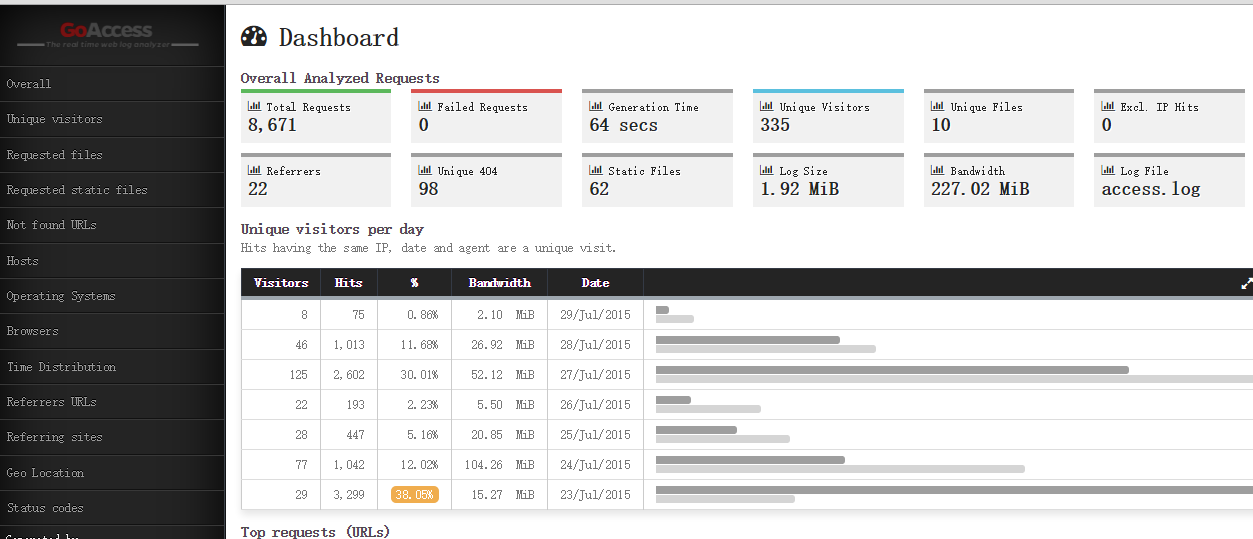 GoAccess
The real time web log analyzer
Overall
Unique visitors
Requested files
Requested static files
Not found URLs
Hosts
Operating Systems
Browsers
Time Distribution
Referrers URLs
Referring sites
Geo Location
Status codes
Dashboard
Overall Analyzed Requests
Total Requests Failed Requests Generation Time Unique Visitors Unique Files Excl. IP Hits
8,671 0 64 secs 335 10 0
Referrers Unique 404 Static Files Log Size Bandwidth Log File
22 98 62 1.92 MiB 227.02 MiB access.log
Unique visitors per day
Hits having the same IP, date and agent are a unique visit.
Visitors Hits % Bandwidth Date
8 75 0.86% 2.10 MiB 29/Jul/2015
46 1,013 11.68% 26.92 MiB 28/Jul/2015
125 2,602 30.01% 52.12 MiB 27/Jul/2015
22 193 2.23% 5.50 MiB 26/Jul/2015
28 447 5.16% 20.85 MiB 25/Jul/2015
77 1,042 12.02% 104.26 MiB 24/Jul/2015
29 3,299 38.05% 15.27 MiB 23/Jul/2015
Top requests (URLs)